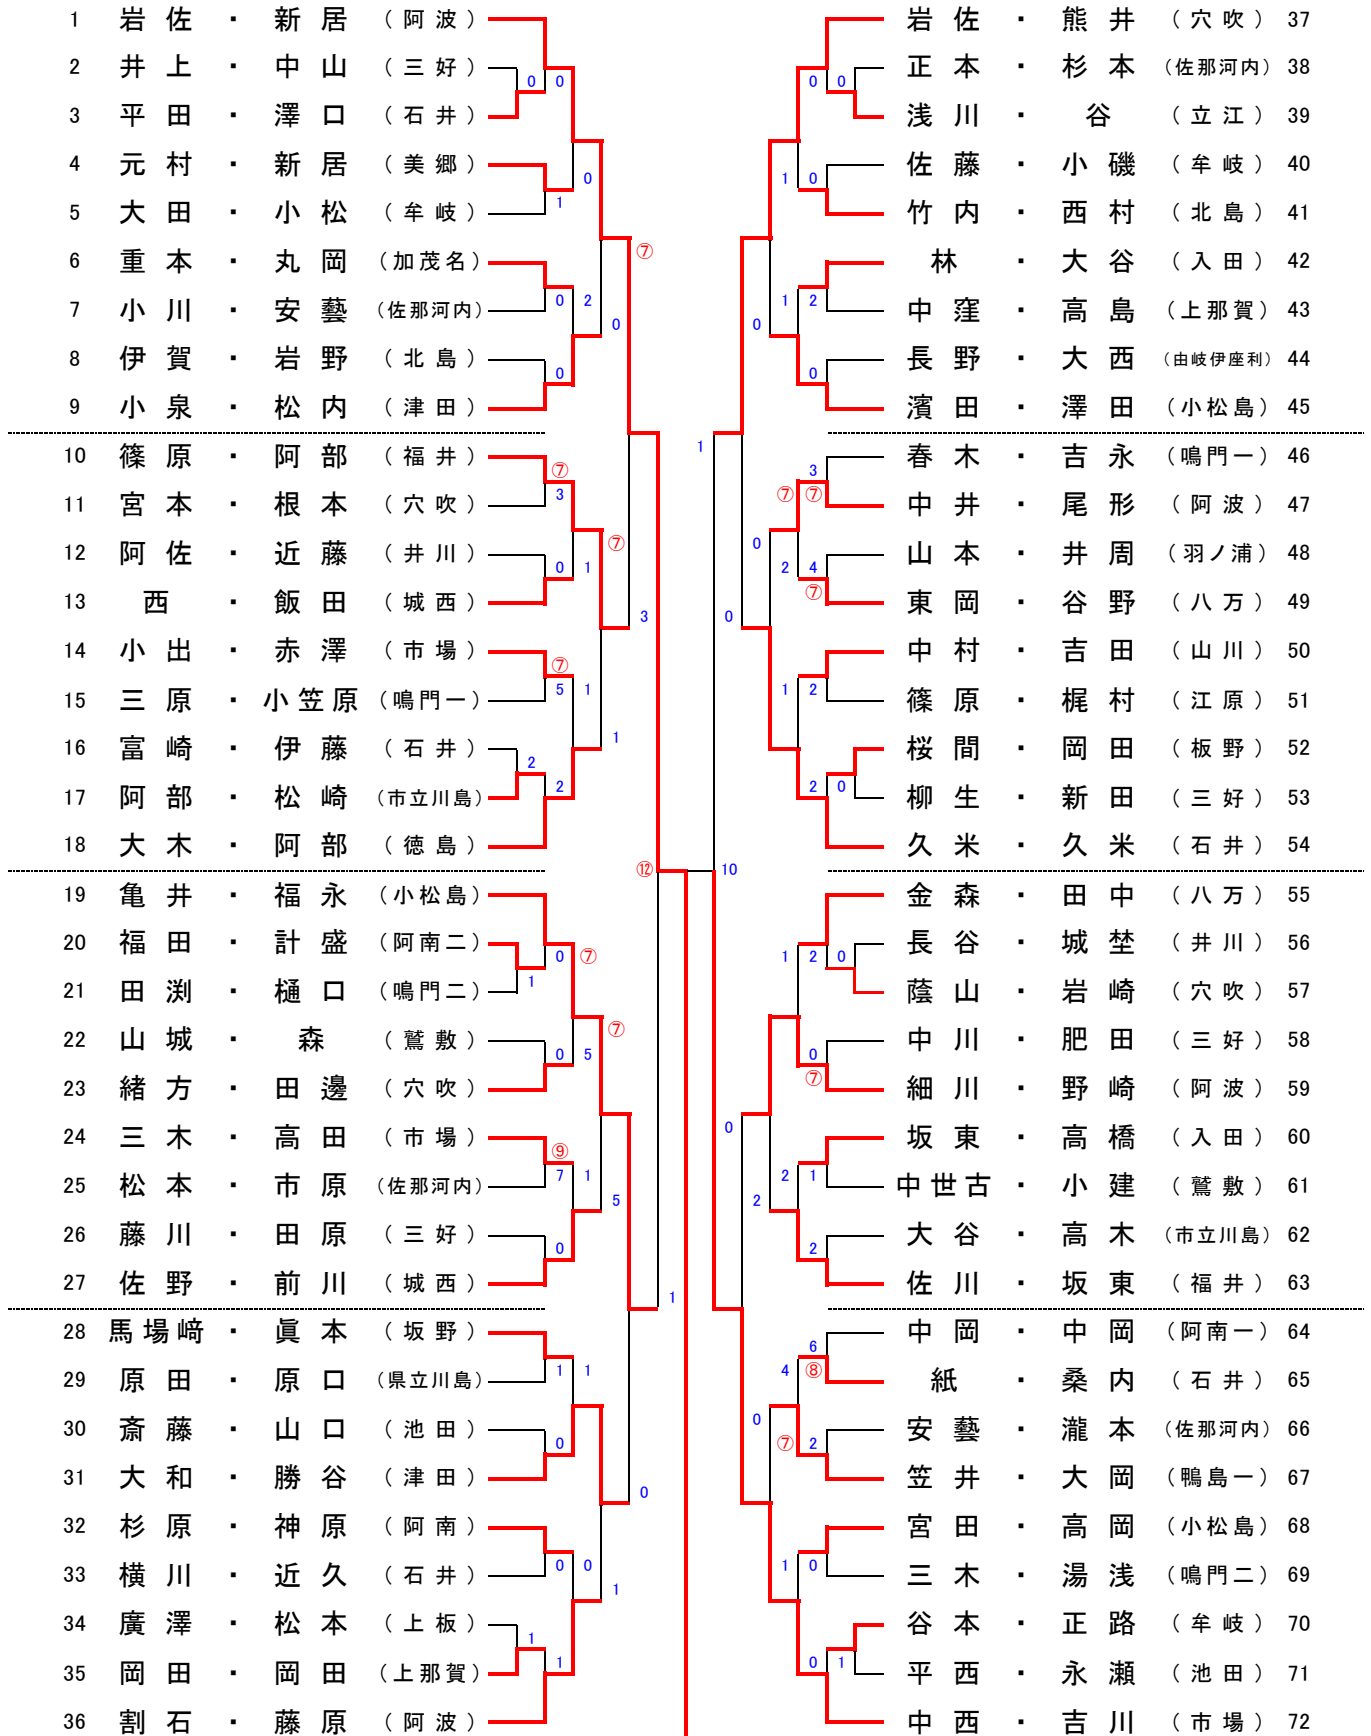 1 岩佐・新居 (阿波)
2 井上・中山 (三好)
0 0
3 平田・澤口 (石井)
4 元村・新居 (美郷)
0
1
5 大田・小松 (牟岐)
⑦
6 重本・丸岡 (加茂名)
0 2
7 小川・安藝 (佐那河内)
0
8 伊賀・岩野 (北島)
0
9 小泉・松内 (津田)
10 篠原・阿部 (福井)
⑦
3
11 宮本・根本 (穴吹)
⑦
12 阿佐・近藤 (井川)
0 1
13 西・飯田 (城西)
3
14 小出・赤澤 (市場)
⑦
5 1
15 三原・小笠原 (鳴門一)
1
16 富崎・伊藤 (石井)
2
2
17 阿部・松崎 (市立川島)
18 大木・阿部 (徳島)
⑫
19 亀井・福永 (小松島)
20 福田・計盛 (阿南二)
0 ⑦
1
21 田渕・樋口 (鳴門二)
⑦
22 山城・森 (鷲敷)
0 5
23 緒方・田邊 (穴吹)
24 三木・高田 (市場)
⑨
7 1
25 松本・市原 (佐那河内)
5
26 藤川・田原 (三好)
0
27 佐野・前川 (城西)
1
28 馬場﨑・眞本 (坂野)
1 1
29 原田・原口 (県立川島)
30 斎藤・山口 (池田)
0
31 大和・勝谷 (津田)
0
32 杉原・神原 (阿南)
0 0
33 横川・近久 (石井)
1
34 廣澤・松本 (上板)
1
1
35 岡田・岡田 (上那賀)
36 割石・藤原 (阿波)
岩佐・熊井 (穴吹) 37
正本・杉本 (佐那河内) 38
0 0
浅川・谷 (立江) 39
佐藤・小磯 (牟岐) 40
1 0
竹内・西村 (北島) 41
林・大谷 (入田) 42
1 2
中窪・高島 (上那賀) 43
0
長野・大西 (由岐伊座利) 44
0
濱田・澤田 (小松島) 45
1
春木・吉永 (鳴門一) 46
3
⑦ ⑦
中井・尾形 (阿波) 47
0
山本・井周 (羽ノ浦) 48
2 4
⑦
東岡・谷野 (八万) 49
0
中村・吉田 (山川) 50
1 2
篠原・梶村 (江原) 51
桜間・岡田 (板野) 52
2 0
柳生・新田 (三好) 53
久米・久米 (石井) 54
10
金森・田中 (八万) 55
長谷・城埜 (井川) 56
1 2 0
蔭山・岩崎 (穴吹) 57
中川・肥田 (三好) 58
0
⑦
細川・野崎 (阿波) 59
0
坂東・高橋 (入田) 60
2 1
中世古・小建 (鷲敷) 61
2
大谷・高木 (市立川島) 62
2
佐川・坂東 (福井) 63
中岡・中岡 (阿南一) 64
6
4 ⑧
紙・桑内 (石井) 65
0
安藝・瀧本 (佐那河内) 66
⑦ 2
笠井・大岡 (鴨島一) 67
宮田・高岡 (小松島) 68
1 0
三木・湯浅 (鳴門二) 69
谷本・正路 (牟岐) 70
0 1
平西・永瀬 (池田) 71
中西・吉川 (市場) 72